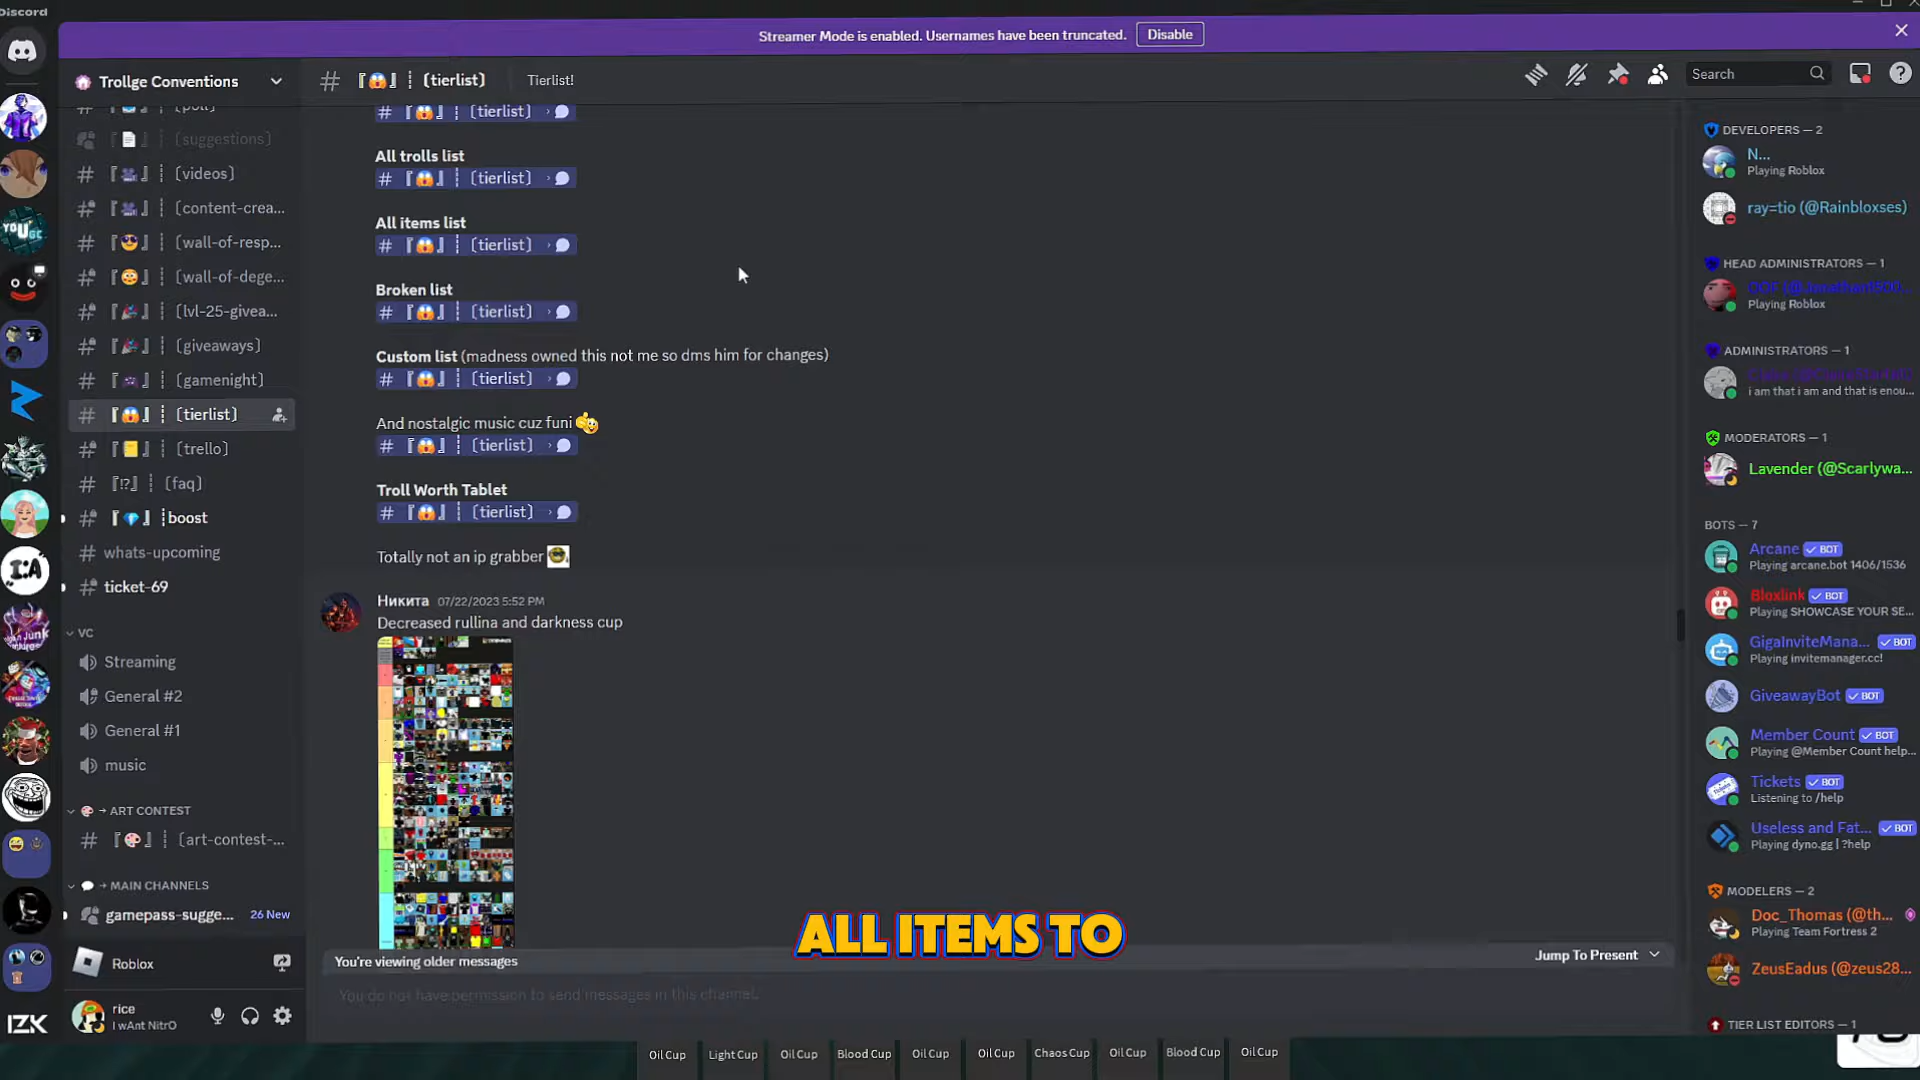 Discord
Streamer Mode is enabled. Usernames have been truncated.
Disable
Trollge Conventions
(poll)
(suggestions)
(videos)
(content-crea...
(wall-of-resp...
(wall-of-dege...
(lvl-25-givea...
(giveaways)
(gamenight)
(tierlist)
(trello)
(faq)
boost
whats-upcoming
ticket-69
VC
Streaming
General #2
General #1
music
ART CONTEST
(art-contest-...
MAIN CHANNELS
gamepass-sugge... 26 New
Roblox
rice
I wAnt NitrO
YOUGC
I:A
IZK
# (tierlist) Tierlist!
Search
# (tierlist)
All trolls list
# (tierlist)
All items list
# (tierlist)
Broken list
# (tierlist)
Custom list (madness owned this not me so dms him for changes)
# (tierlist)
And nostalgic music cuz funi
# (tierlist)
Troll Worth Tablet
# (tierlist)
Totally not an ip grabber
Никита 07/22/2023 5:52 PM
Decreased rullina and darkness cup
ALL ITEMS TO
You're viewing older messages
Jump To Present
You do not have permission to send messages in this channel.
DEVELOPERS — 2
N...
Playing Roblox
ray=tio (@Rainbloxses)
HEAD ADMINISTRATORS — 1
Playing Roblox
ADMINISTRATORS — 1
i am that i am and that is enou...
MODERATORS — 1
Lavender (@Scarlywa...
BOTS — 7
Arcane BOT
Playing arcane.bot 1406/1536
Bloxlink BOT
Playing SHOWCASE YOUR SE...
GigaInviteMana... BOT
Playing invitemanager.cc!
GiveawayBot BOT
Member Count BOT
Playing @Member Count help...
Tickets BOT
Listening to /help
Useless and Fat... BOT
Playing dyno.gg | ?help
MODELERS — 2
Doc_Thomas (@th...
Playing Team Fortress 2
ZeusEadus (@zeus28...
TIER LIST EDITORS — 1
Oil Cup
Light Cup
Oil Cup
Blood Cup
Oil Cup
Oil Cup
Chaos Cup
Oil Cup
Blood Cup
Oil Cup